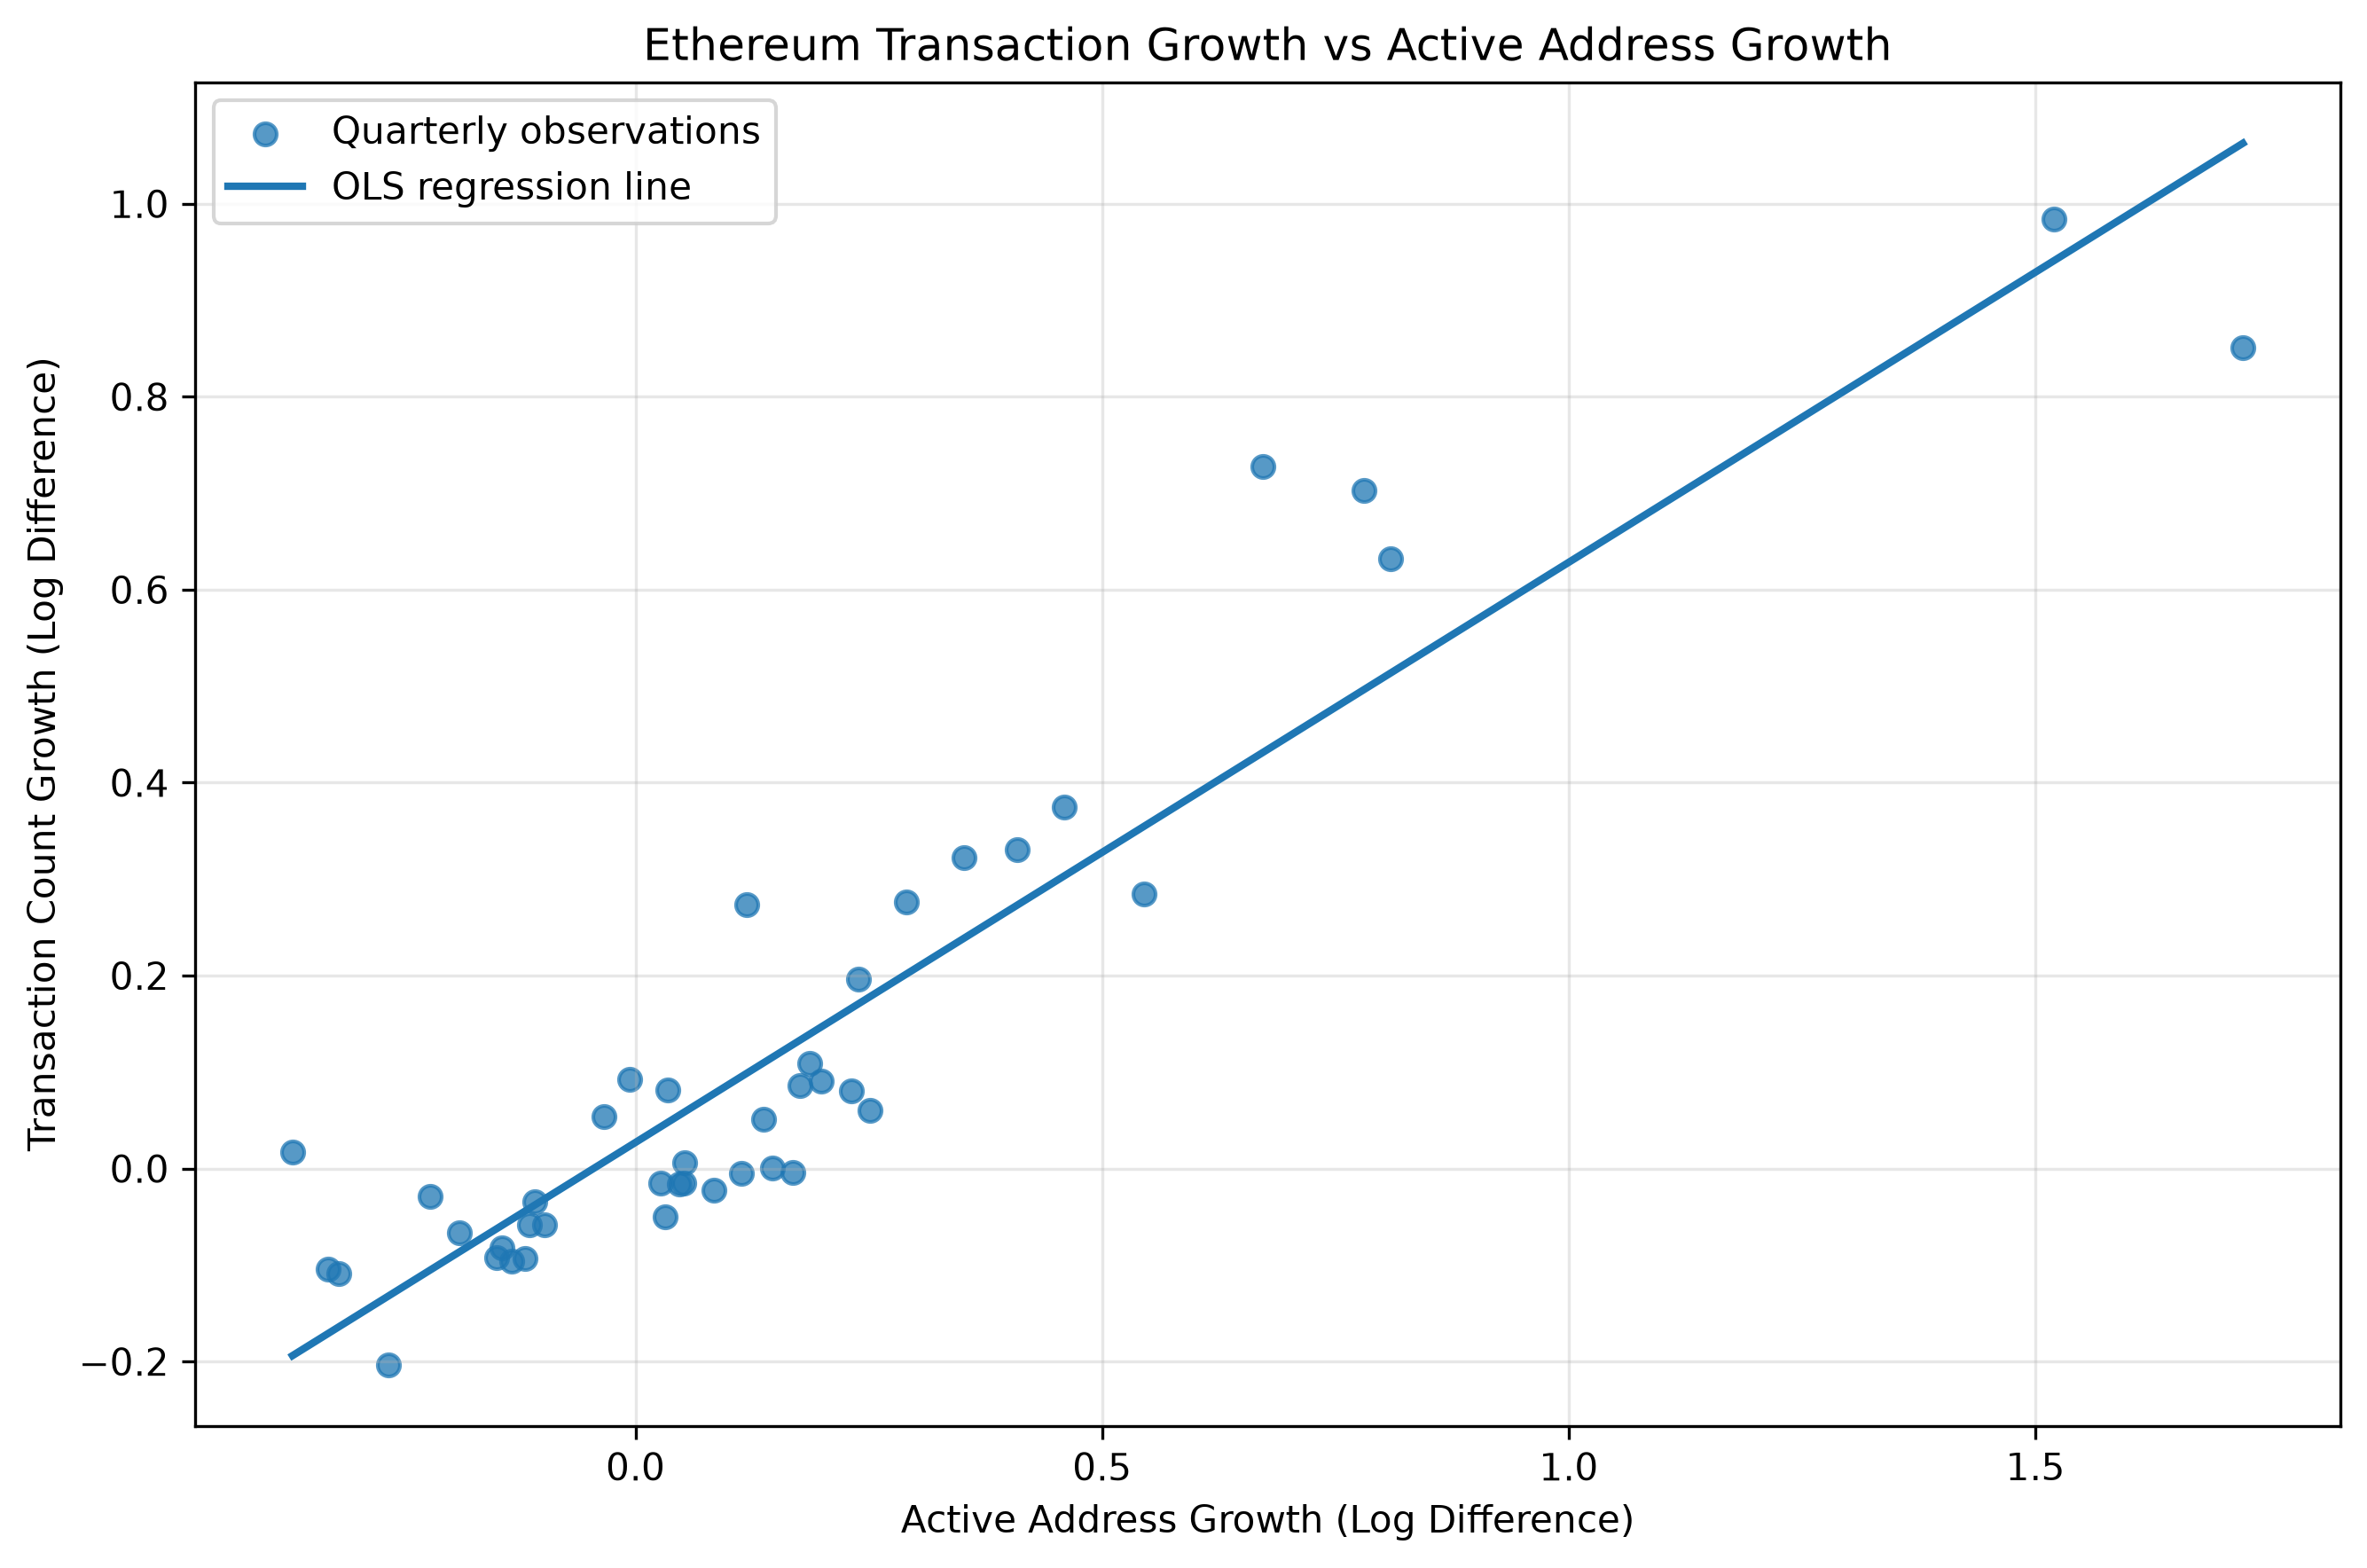 Ethereum Transaction Growth vs Active Address Growth
Quarterly observations
OLS regression line
Transaction Count Growth (Log Difference)
1.0
0.8
0.6
0.4
0.2
0.0
−0.2
0.0
0.5
1.0
1.5
Active Address Growth (Log Difference)